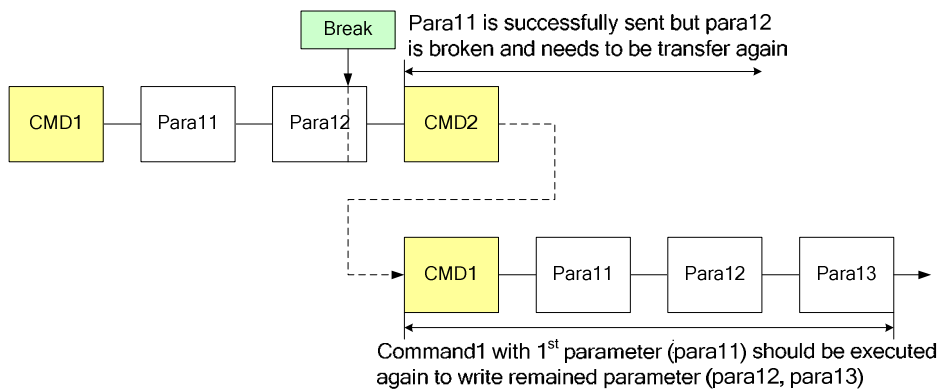 Break
Para11 is successfully sent but para12
is broken and needs to be transfer again
CMD1
Para11
Para12
CMD2
CMD1
Para11
Para12
Para13
Command1 with 1st parameter (para11) should be executed
again to write remained parameter (para12, para13)